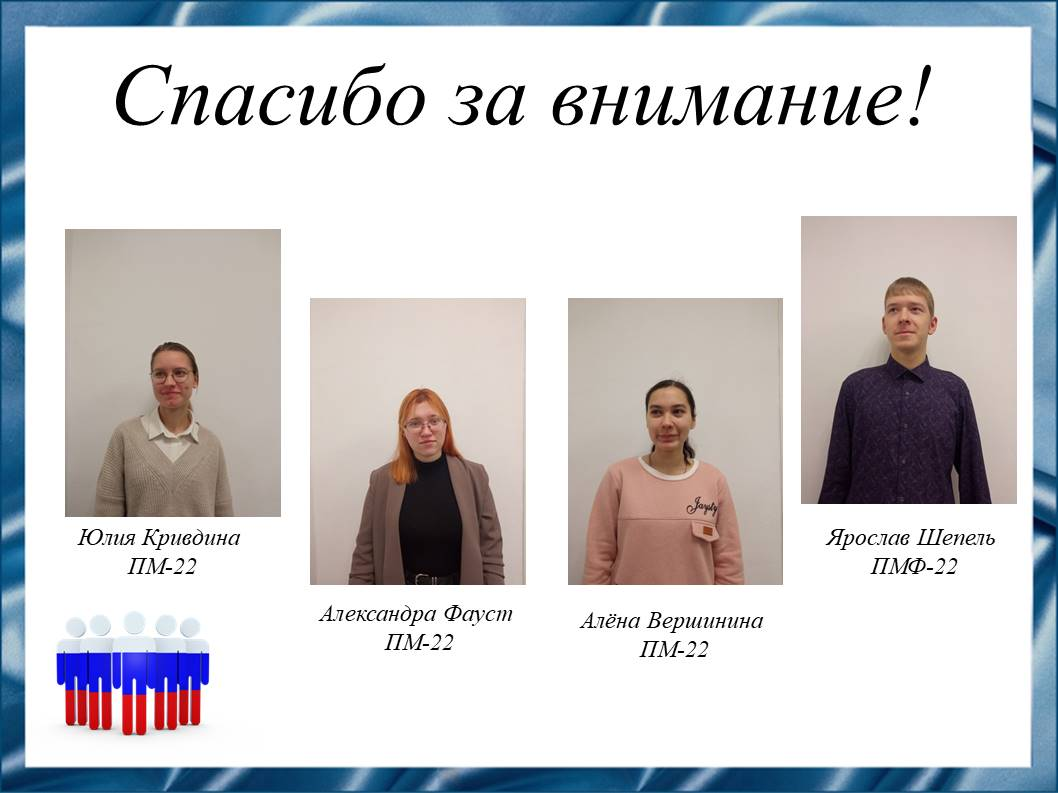 Спасибо за внимание!
Юлия Кривдина
ПМ-22
Александра Фауст
ПМ-22
Jaysty
Алёна Вершинина
ПМ-22
Ярослав Шепель
ПМФ-22